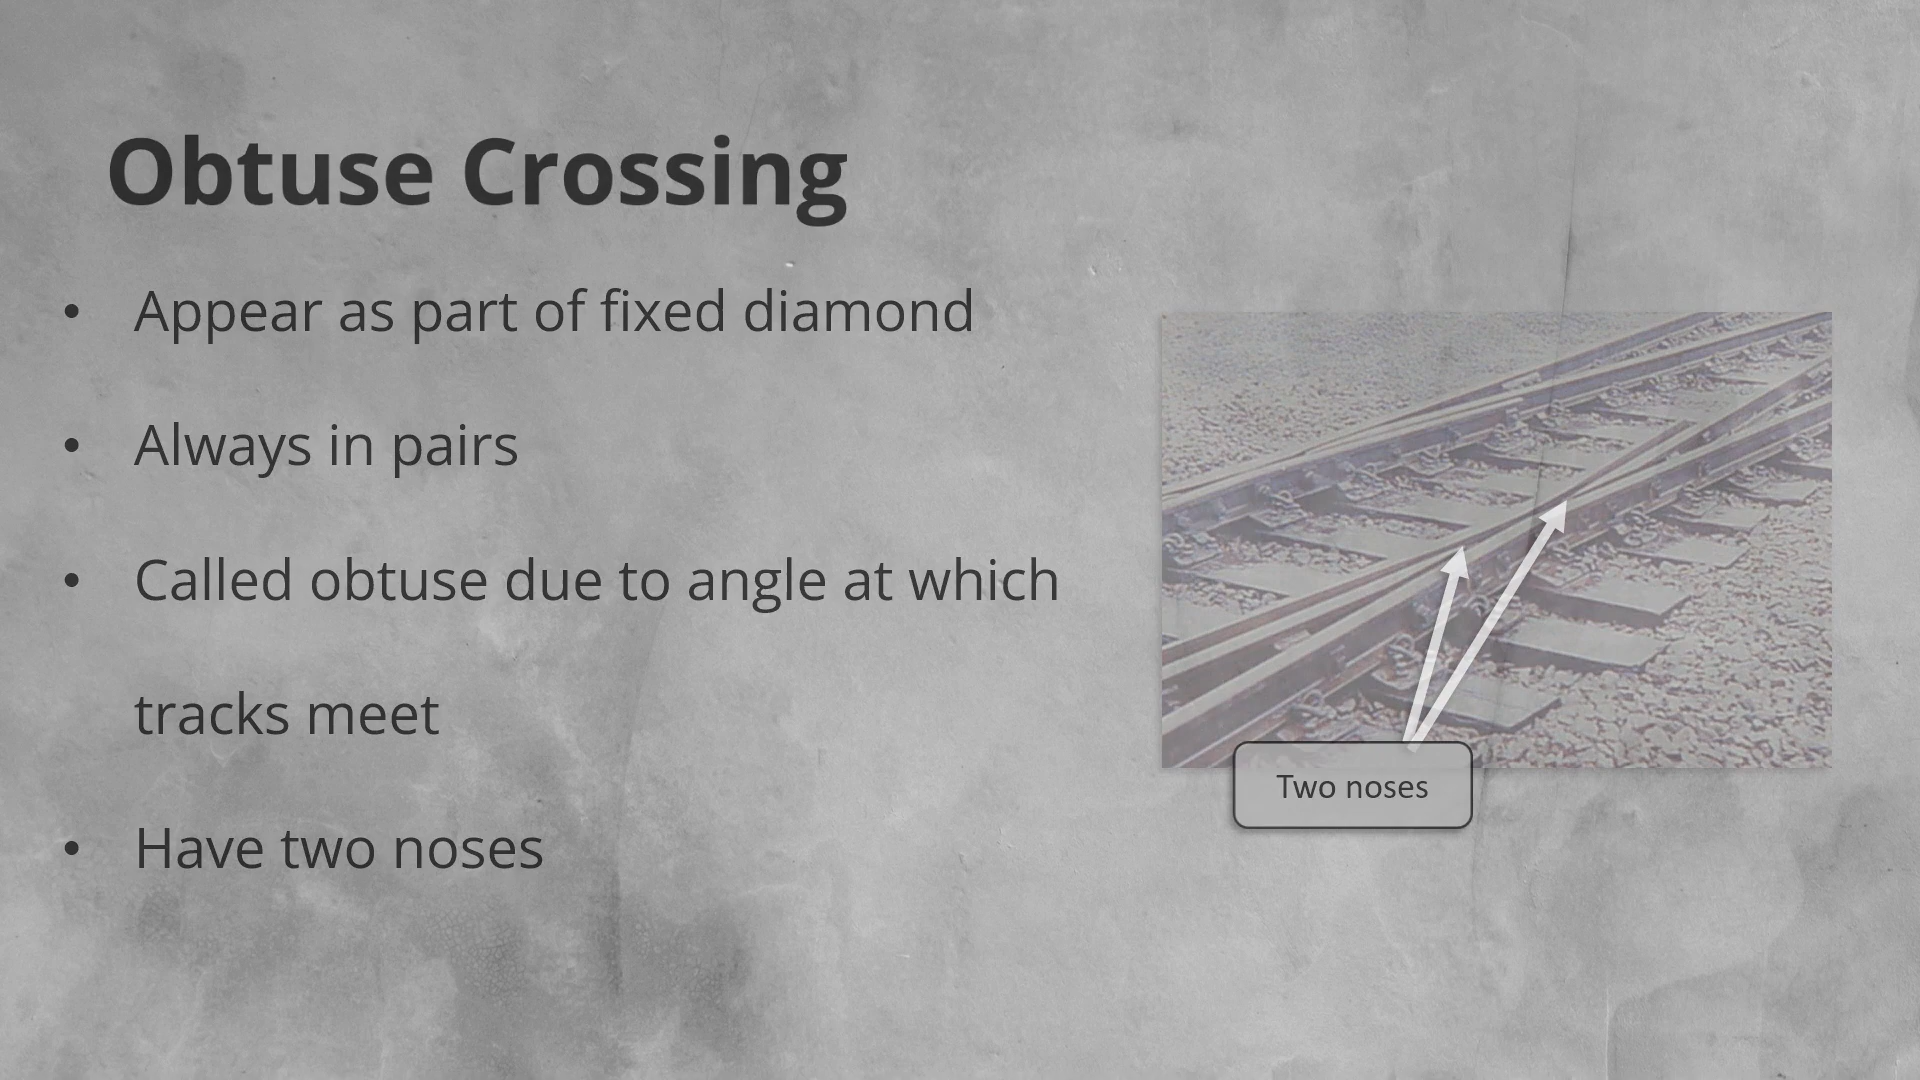 Obtuse Crossing
• Appear as part of fixed diamond
• Always in pairs
• Called obtuse due to angle at which
tracks meet
• Have two noses
Two noses